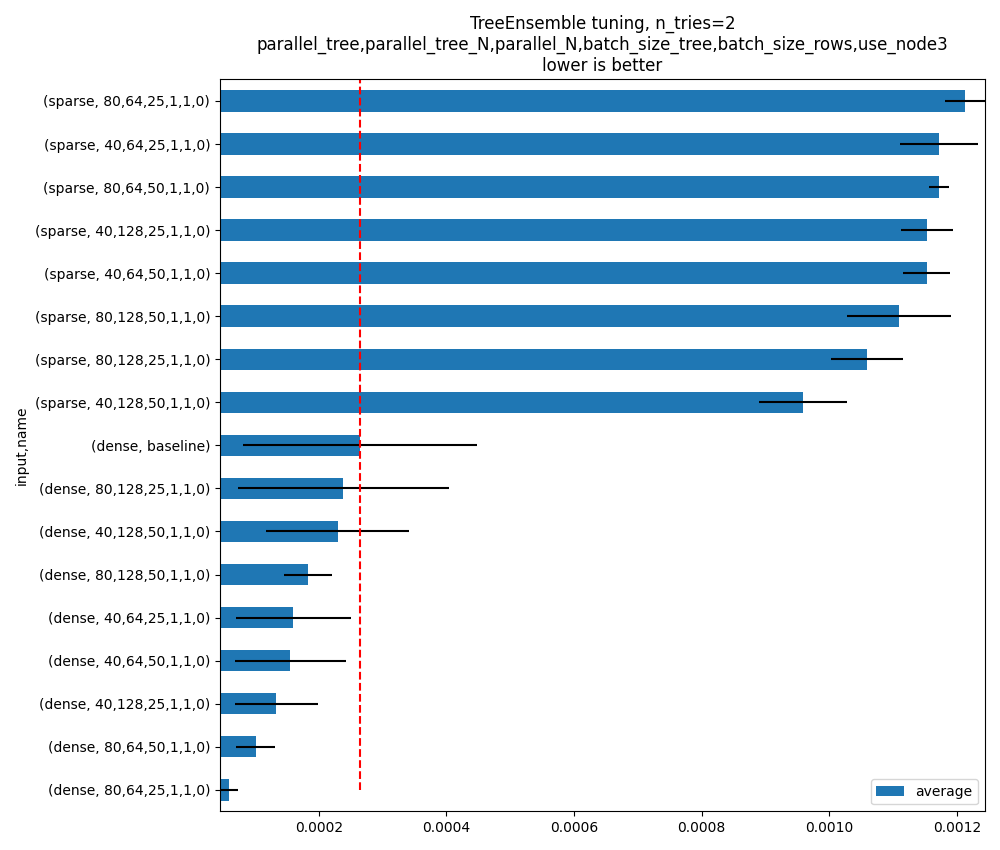 TreeEnsemble tuning, n_tries=2
parallel_tree,parallel_tree_N,parallel_N,batch_size_tree,batch_size_rows,use_node3
lower is better
input,name
(sparse, 80,64,25,1,1,0)
(sparse, 40,64,25,1,1,0)
(sparse, 80,64,50,1,1,0)
(sparse, 40,128,25,1,1,0)
(sparse, 40,64,50,1,1,0)
(sparse, 80,128,50,1,1,0)
(sparse, 80,128,25,1,1,0)
(sparse, 40,128,50,1,1,0)
(dense, baseline)
(dense, 80,128,25,1,1,0)
(dense, 40,128,50,1,1,0)
(dense, 80,128,50,1,1,0)
(dense, 40,64,25,1,1,0)
(dense, 40,64,50,1,1,0)
(dense, 40,128,25,1,1,0)
(dense, 80,64,50,1,1,0)
(dense, 80,64,25,1,1,0)
average
0.0002 0.0004 0.0006 0.0008 0.0010 0.0012